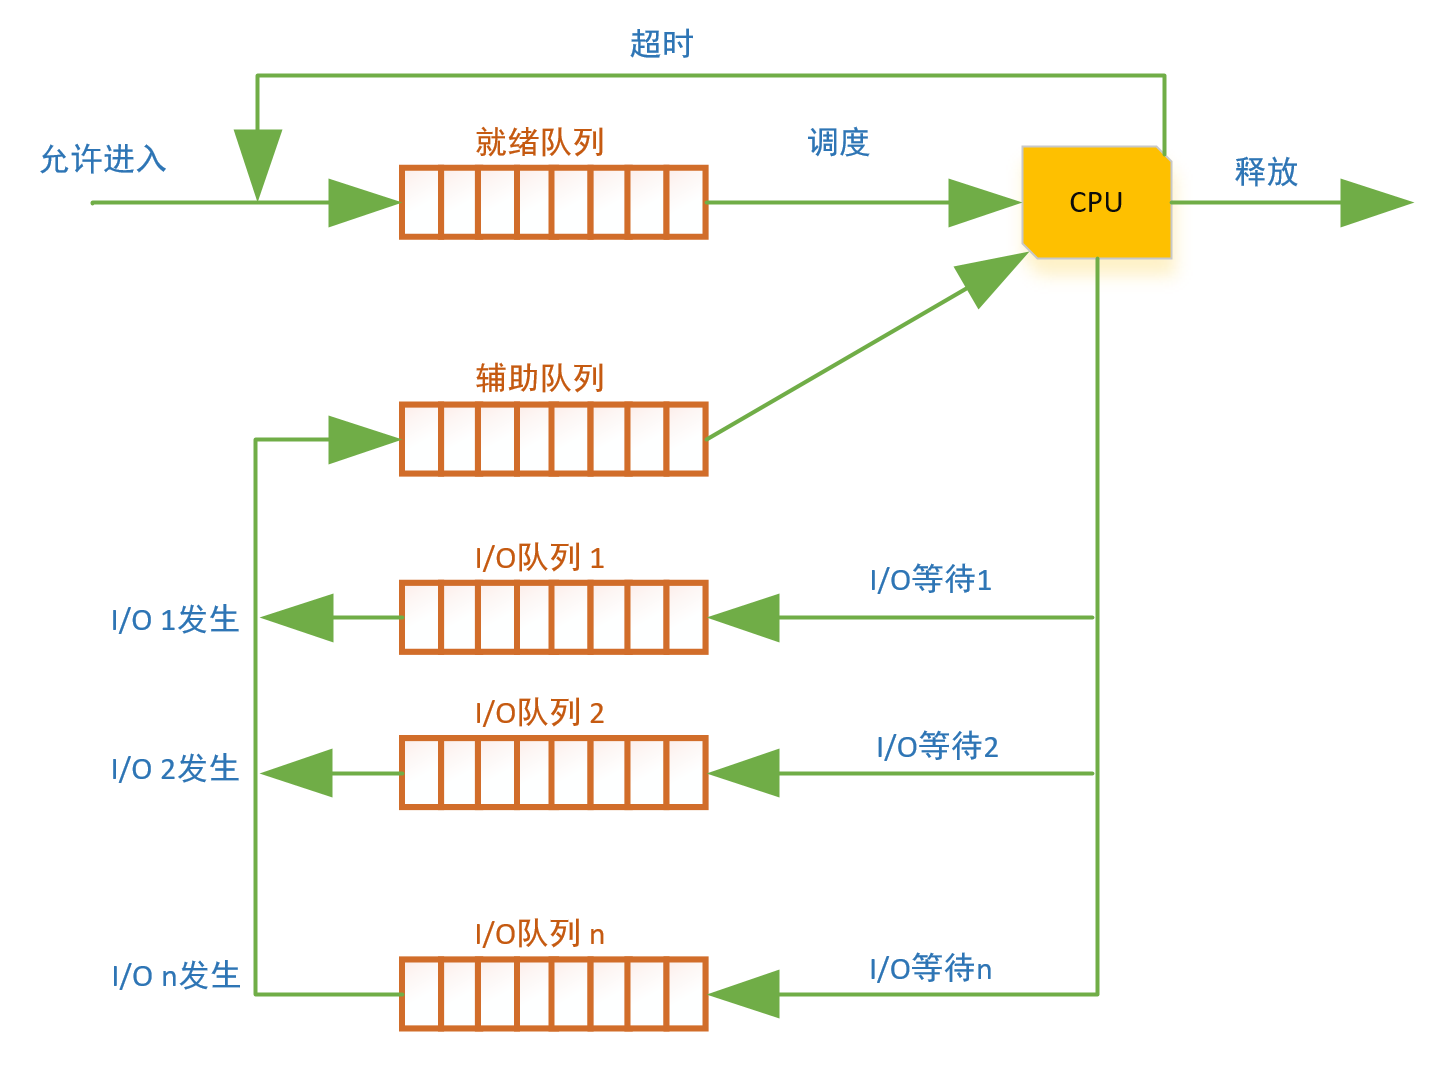 超时
允许进入
就绪队列
调度
CPU
释放
辅助队列
I/O队列 1
I/O等待1
I/O 1发生
I/O队列 2
I/O等待2
I/O 2发生
I/O队列 n
I/O等待n
I/O n发生